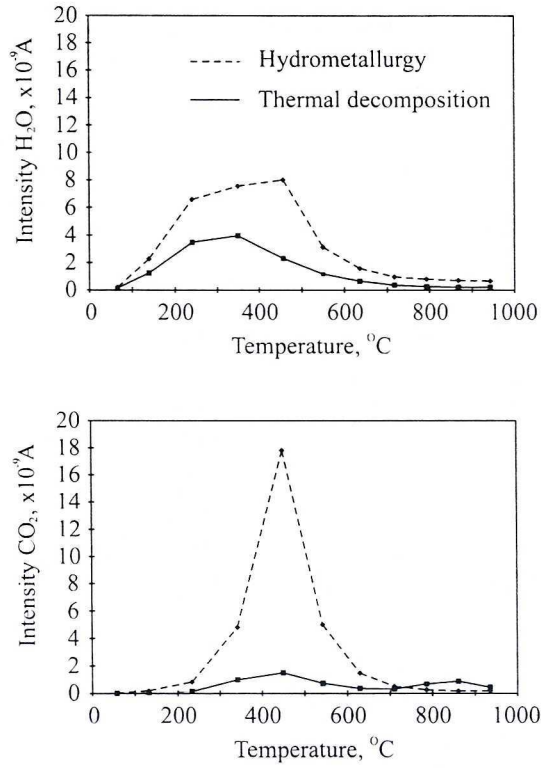 20
18
16
14
12
10
8
6
4
2
0
Intensity H₂O, x10⁻⁹A
Hydrometallurgy
Thermal decomposition
0 200 400 600 800 1000
Temperature, °C
20
18
16
14
12
10
8
6
4
2
0
Intensity CO₂, x10⁻⁹A
0 200 400 600 800 1000
Temperature, °C